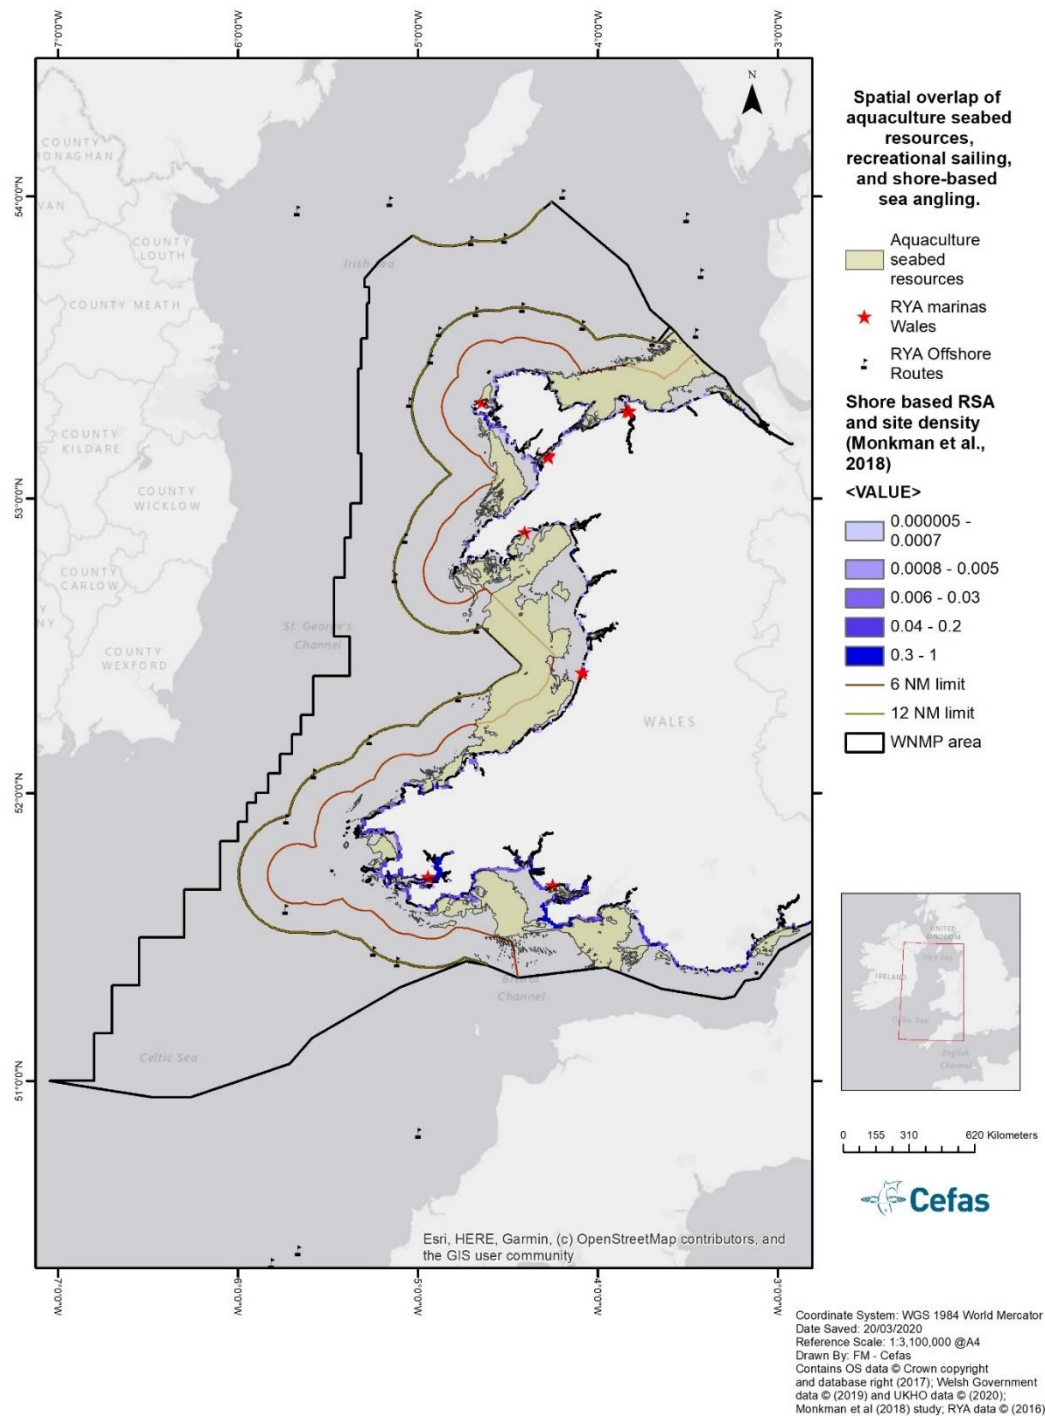 7°0'0"W
6°0'0"W
5°0'0"W
4°0'0"W
3°0'0"W
N
54°0'0"N
53°0'0"N
52°0'0"N
51°0'0"N
COUNTY
MONAGHAN
VAN
COUNTY
LOUTH
COUNTY MEATH
Irish Sea
COUNTY
KILDARE
COUNTY
WICKLOW
COUNTY
CARLOW
NY
COUNTY
WEXFORD
St. George's
Channel
WALES
Bristol
Channel
Celtic Sea
Esri, HERE, Garmin, (c) OpenStreetMap contributors, and
the GIS user community
7°0'0"W
6°0'0"W
5°0'0"W
4°0'0"W
3°0'0"W
Spatial overlap of
aquaculture seabed
resources,
recreational sailing,
and shore-based
sea angling.
Aquaculture
seabed
resources
RYA marinas
Wales
RYA Offshore
Routes
Shore based RSA
and site density
(Monkman et al.,
2018)
<VALUE>
0.000005 -
0.0007
0.0008 - 0.005
0.006 - 0.03
0.04 - 0.2
0.3 - 1
6 NM limit
12 NM limit
WNMP area
UNITED
KINGDOM
Irish Sea
IRELAND
Celtic Sea
English
Channel
0 155 310 620 Kilometers
Cefas
Coordinate System: WGS 1984 World Mercator
Date Saved: 20/03/2020
Reference Scale: 1:3,100,000 @A4
Drawn By: FM - Cefas
Contains OS data © Crown copyright
and database right (2017); Welsh Government
data © (2019) and UKHO data © (2020);
Monkman et al (2018) study; RYA data © (2016)